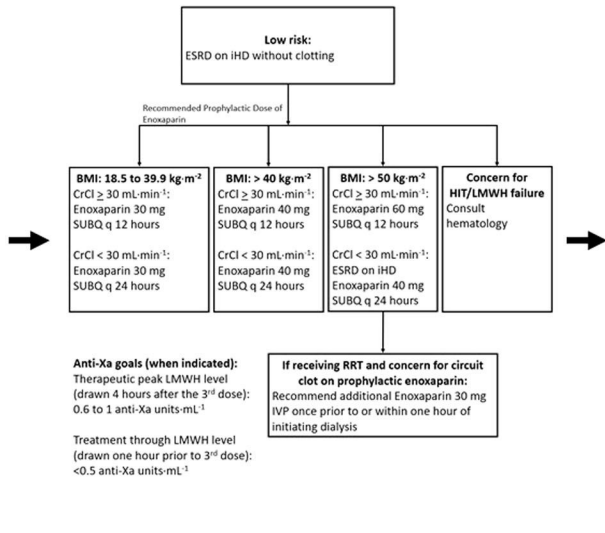 Low risk:
ESRD on iHD without clotting
Recommended Prophylactic Dose of
Enoxaparin
BMI: 18.5 to 39.9 kg·m⁻²
CrCl ≥ 30 mL·min⁻¹:
Enoxaparin 30 mg
SUBQ q 12 hours
CrCl < 30 mL·min⁻¹:
Enoxaparin 30 mg
SUBQ q 24 hours
BMI: > 40 kg·m⁻²
CrCl ≥ 30 mL·min⁻¹:
Enoxaparin 40 mg
SUBQ q 12 hours
CrCl < 30 mL·min⁻¹:
Enoxaparin 40 mg
SUBQ q 24 hours
BMI: > 50 kg·m⁻²
CrCl ≥ 30 mL·min⁻¹:
Enoxaparin 60 mg
SUBQ q 12 hours
CrCl < 30 mL·min⁻¹:
ESRD on iHD
Enoxaparin 40 mg
SUBQ q 24 hours
Concern for
HIT/LMWH failure
Consult
hematology
Anti-Xa goals (when indicated):
Therapeutic peak LMWH level
(drawn 4 hours after the 3ʳᵈ dose):
0.6 to 1 anti-Xa units·mL⁻¹
Treatment through LMWH level
(drawn one hour prior to 3ʳᵈ dose):
<0.5 anti-Xa units·mL⁻¹
If receiving RRT and concern for circuit
clot on prophylactic enoxaparin:
Recommend additional Enoxaparin 30 mg
IVP once prior to or within one hour of
initiating dialysis